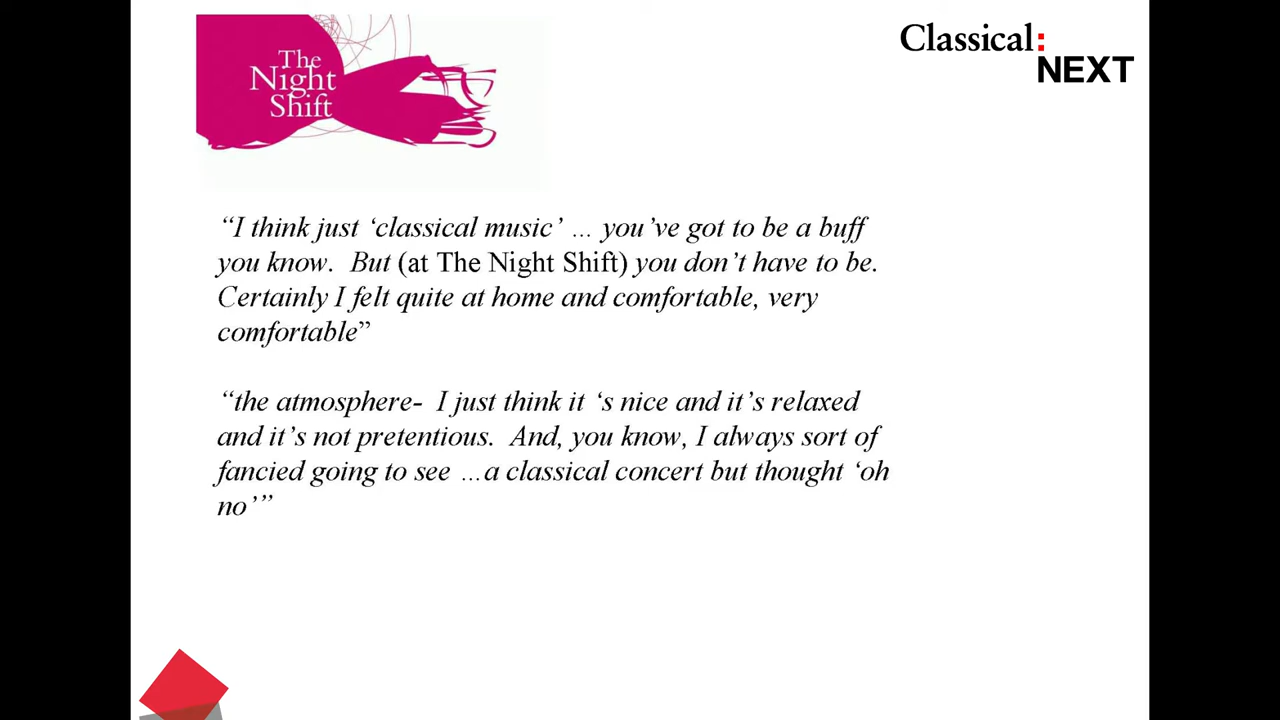 The
Night
Shift
Classical:
NEXT
“I think just ‘classical music’ … you’ve got to be a buff
you know.  But (at The Night Shift) you don’t have to be.
Certainly I felt quite at home and comfortable, very
comfortable”
“the atmosphere-  I just think it ‘s nice and it’s relaxed
and it’s not pretentious.  And, you know, I always sort of
fancied going to see …a classical concert but thought ‘oh
no’”